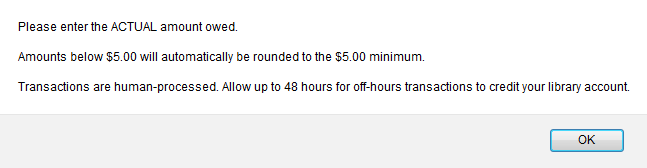 Please enter the ACTUAL amount owed.
Amounts below $5.00 will automatically be rounded to the $5.00 minimum.
Transactions are human-processed. Allow up to 48 hours for off-hours transactions to credit your library account.
OK